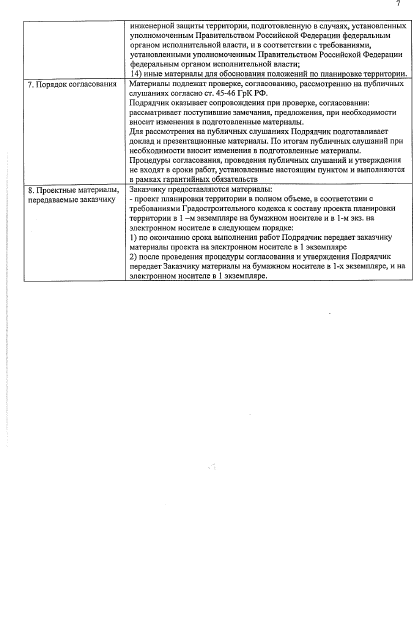 7
инженерной защиты территории, подготовленную в случаях, установленных
уполномоченным Правительством Российской Федерации федеральным
органом исполнительной власти, и в соответствии с требованиями,
установленными уполномоченным Правительством Российской Федерации
федеральным органом исполнительной власти;
14) иные материалы для обоснования положений по планировке территории.
7. Порядок согласования
Материалы подлежат проверке, согласованию, рассмотрению на публичных
слушаниях согласно ст. 45-46 ГрК РФ.
Подрядчик оказывает сопровождения при проверке, согласовании:
рассматривает поступившие замечания, предложения, при необходимости
вносит изменения в подготовленные материалы.
Для рассмотрения на публичных слушаниях Подрядчик подготавливает
доклад и презентационные материалы. По итогам публичных слушаний при
необходимости вносит изменения в подготовленные материалы.
Процедуры согласования, проведения публичных слушаний и утверждения
не входят в сроки работ, установленные настоящим пунктом и выполняются
в рамках гарантийных обязательств
8. Проектные материалы,
передаваемые заказчику
Заказчику предоставляются материалы:
- проект планировки территории в полном объеме, в соответствии с
требованиями Градостроительного кодекса к составу проекта планировки
территории в 1 –м экземпляре на бумажном носителе и в 1-м экз. на
электронном носителе в следующем порядке:
1) по окончанию срока выполнения работ Подрядчик передает заказчику
материалы проекта на электронном носителе в 1 экземпляре
2) после проведения процедуры согласования и утверждения Подрядчик
передает Заказчику материалы на бумажном носителе в 1-х экземпляре, и на
электронном носителе в 1 экземпляре.